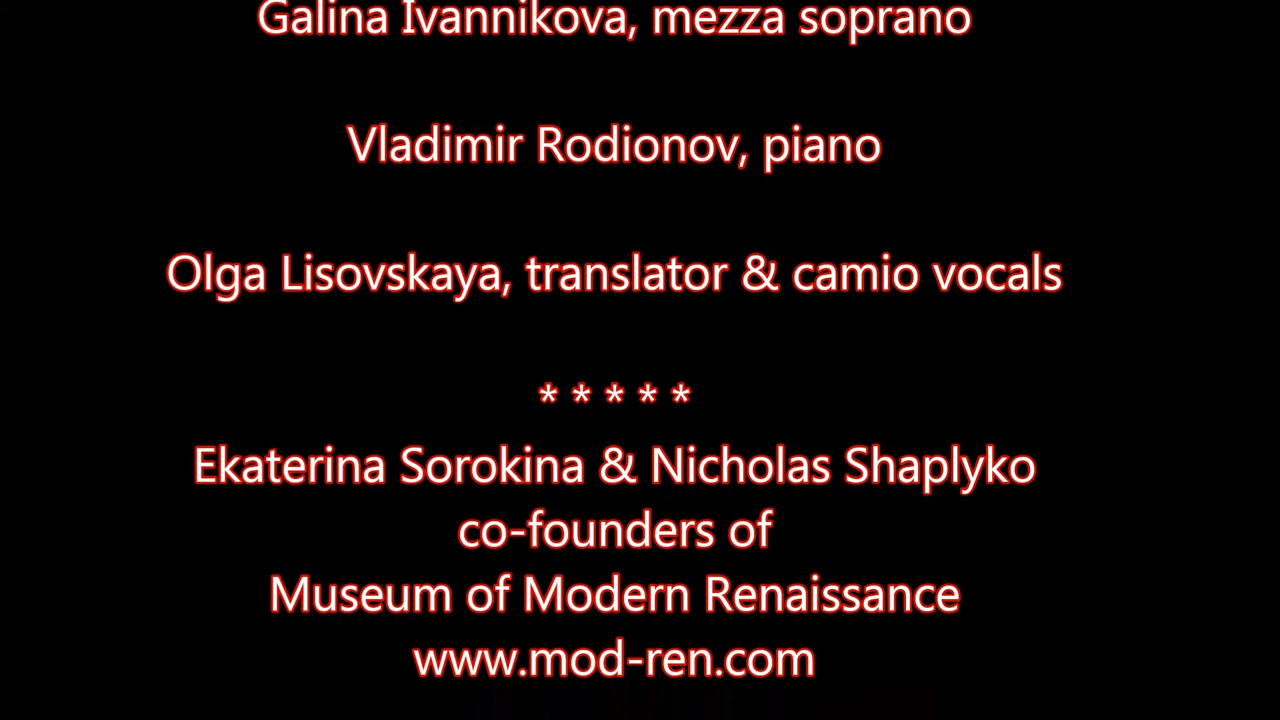 Galina Ivannikova, mezza soprano
Vladimir Rodionov, piano
Olga Lisovskaya, translator & camio vocals
* * * * *
Ekaterina Sorokina & Nicholas Shaplyko
co-founders of
Museum of Modern Renaissance
www.mod-ren.com